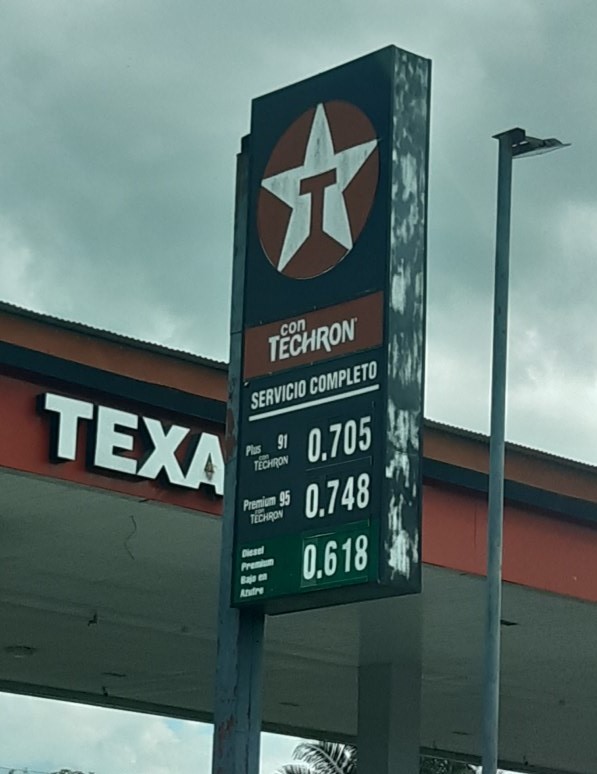 T
con
TECHRON
SERVICIO COMPLETO
Plus 91
con
TECHRON
0.705
Premium 95
con
TECHRON
0.748
Diesel
Premium
Bajo en
Azufre
0.618
TEXA